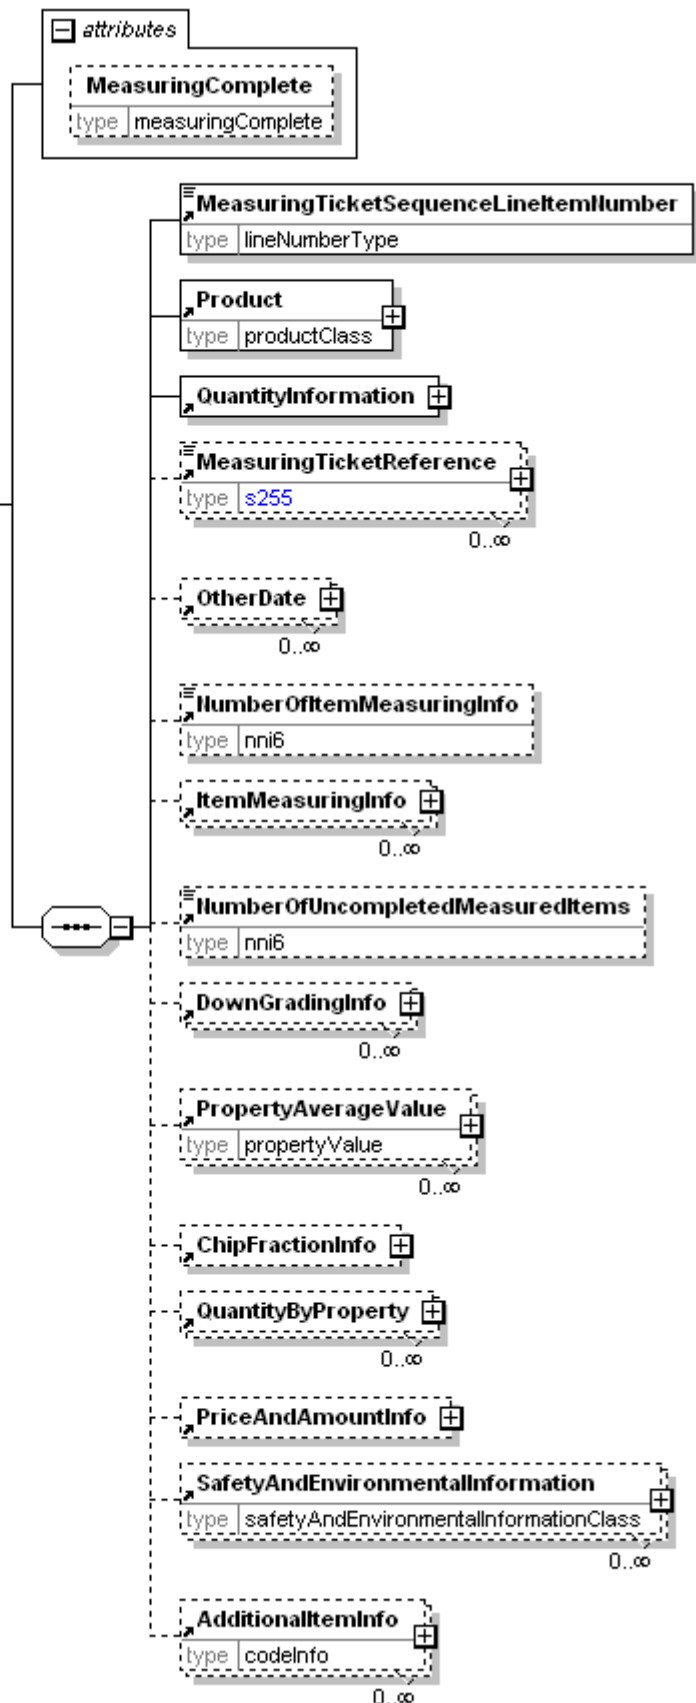 attributes
MeasuringComplete
type measuringComplete
MeasuringTicketSequenceLineItemNumber
type lineNumberType
Product
type productClass
QuantityInformation
MeasuringTicketReference
type s255
0..∞
OtherDate
0..∞
NumberOfItemMeasuringInfo
type nni6
ItemMeasuringInfo
0..∞
NumberOfUncompletedMeasuredItems
type nni6
DownGradingInfo
0..∞
PropertyAverageValue
type propertyValue
0..∞
ChipFractionInfo
QuantityByProperty
0..∞
PriceAndAmountInfo
SafetyAndEnvironmentalInformation
type safetyAndEnvironmentalInformationClass
0..∞
AdditionalItemInfo
type codeInfo
0..∞